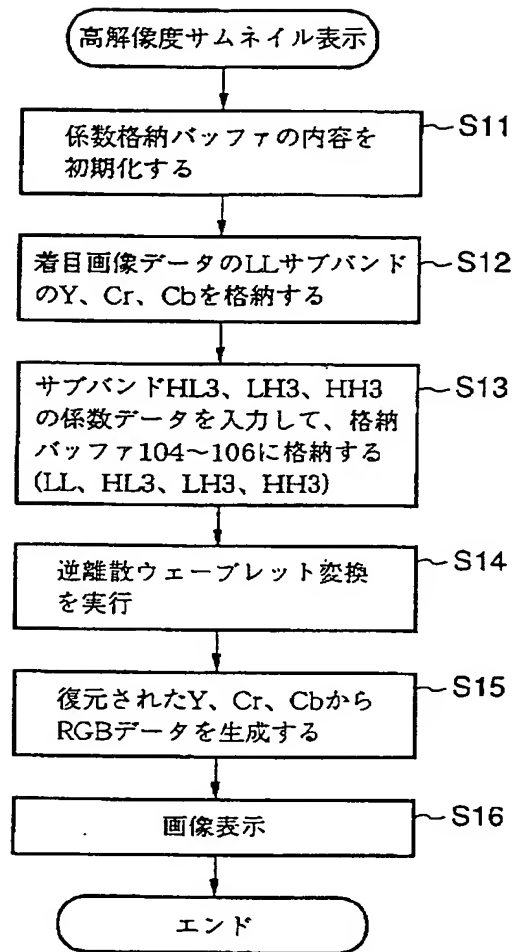 高解像度サムネイル表示
係数格納バッファの内容を
初期化する
S11
着目画像データのLLサブバンド
のY、Cr、Cbを格納する
S12
サブバンドHL3、LH3、HH3
の係数データを入力して、格納
バッファ104～106に格納する
(LL、HL3、LH3、HH3)
S13
逆離散ウェーブレット変換
を実行
S14
復元されたY、Cr、Cbから
RGBデータを生成する
S15
画像表示
S16
エンド